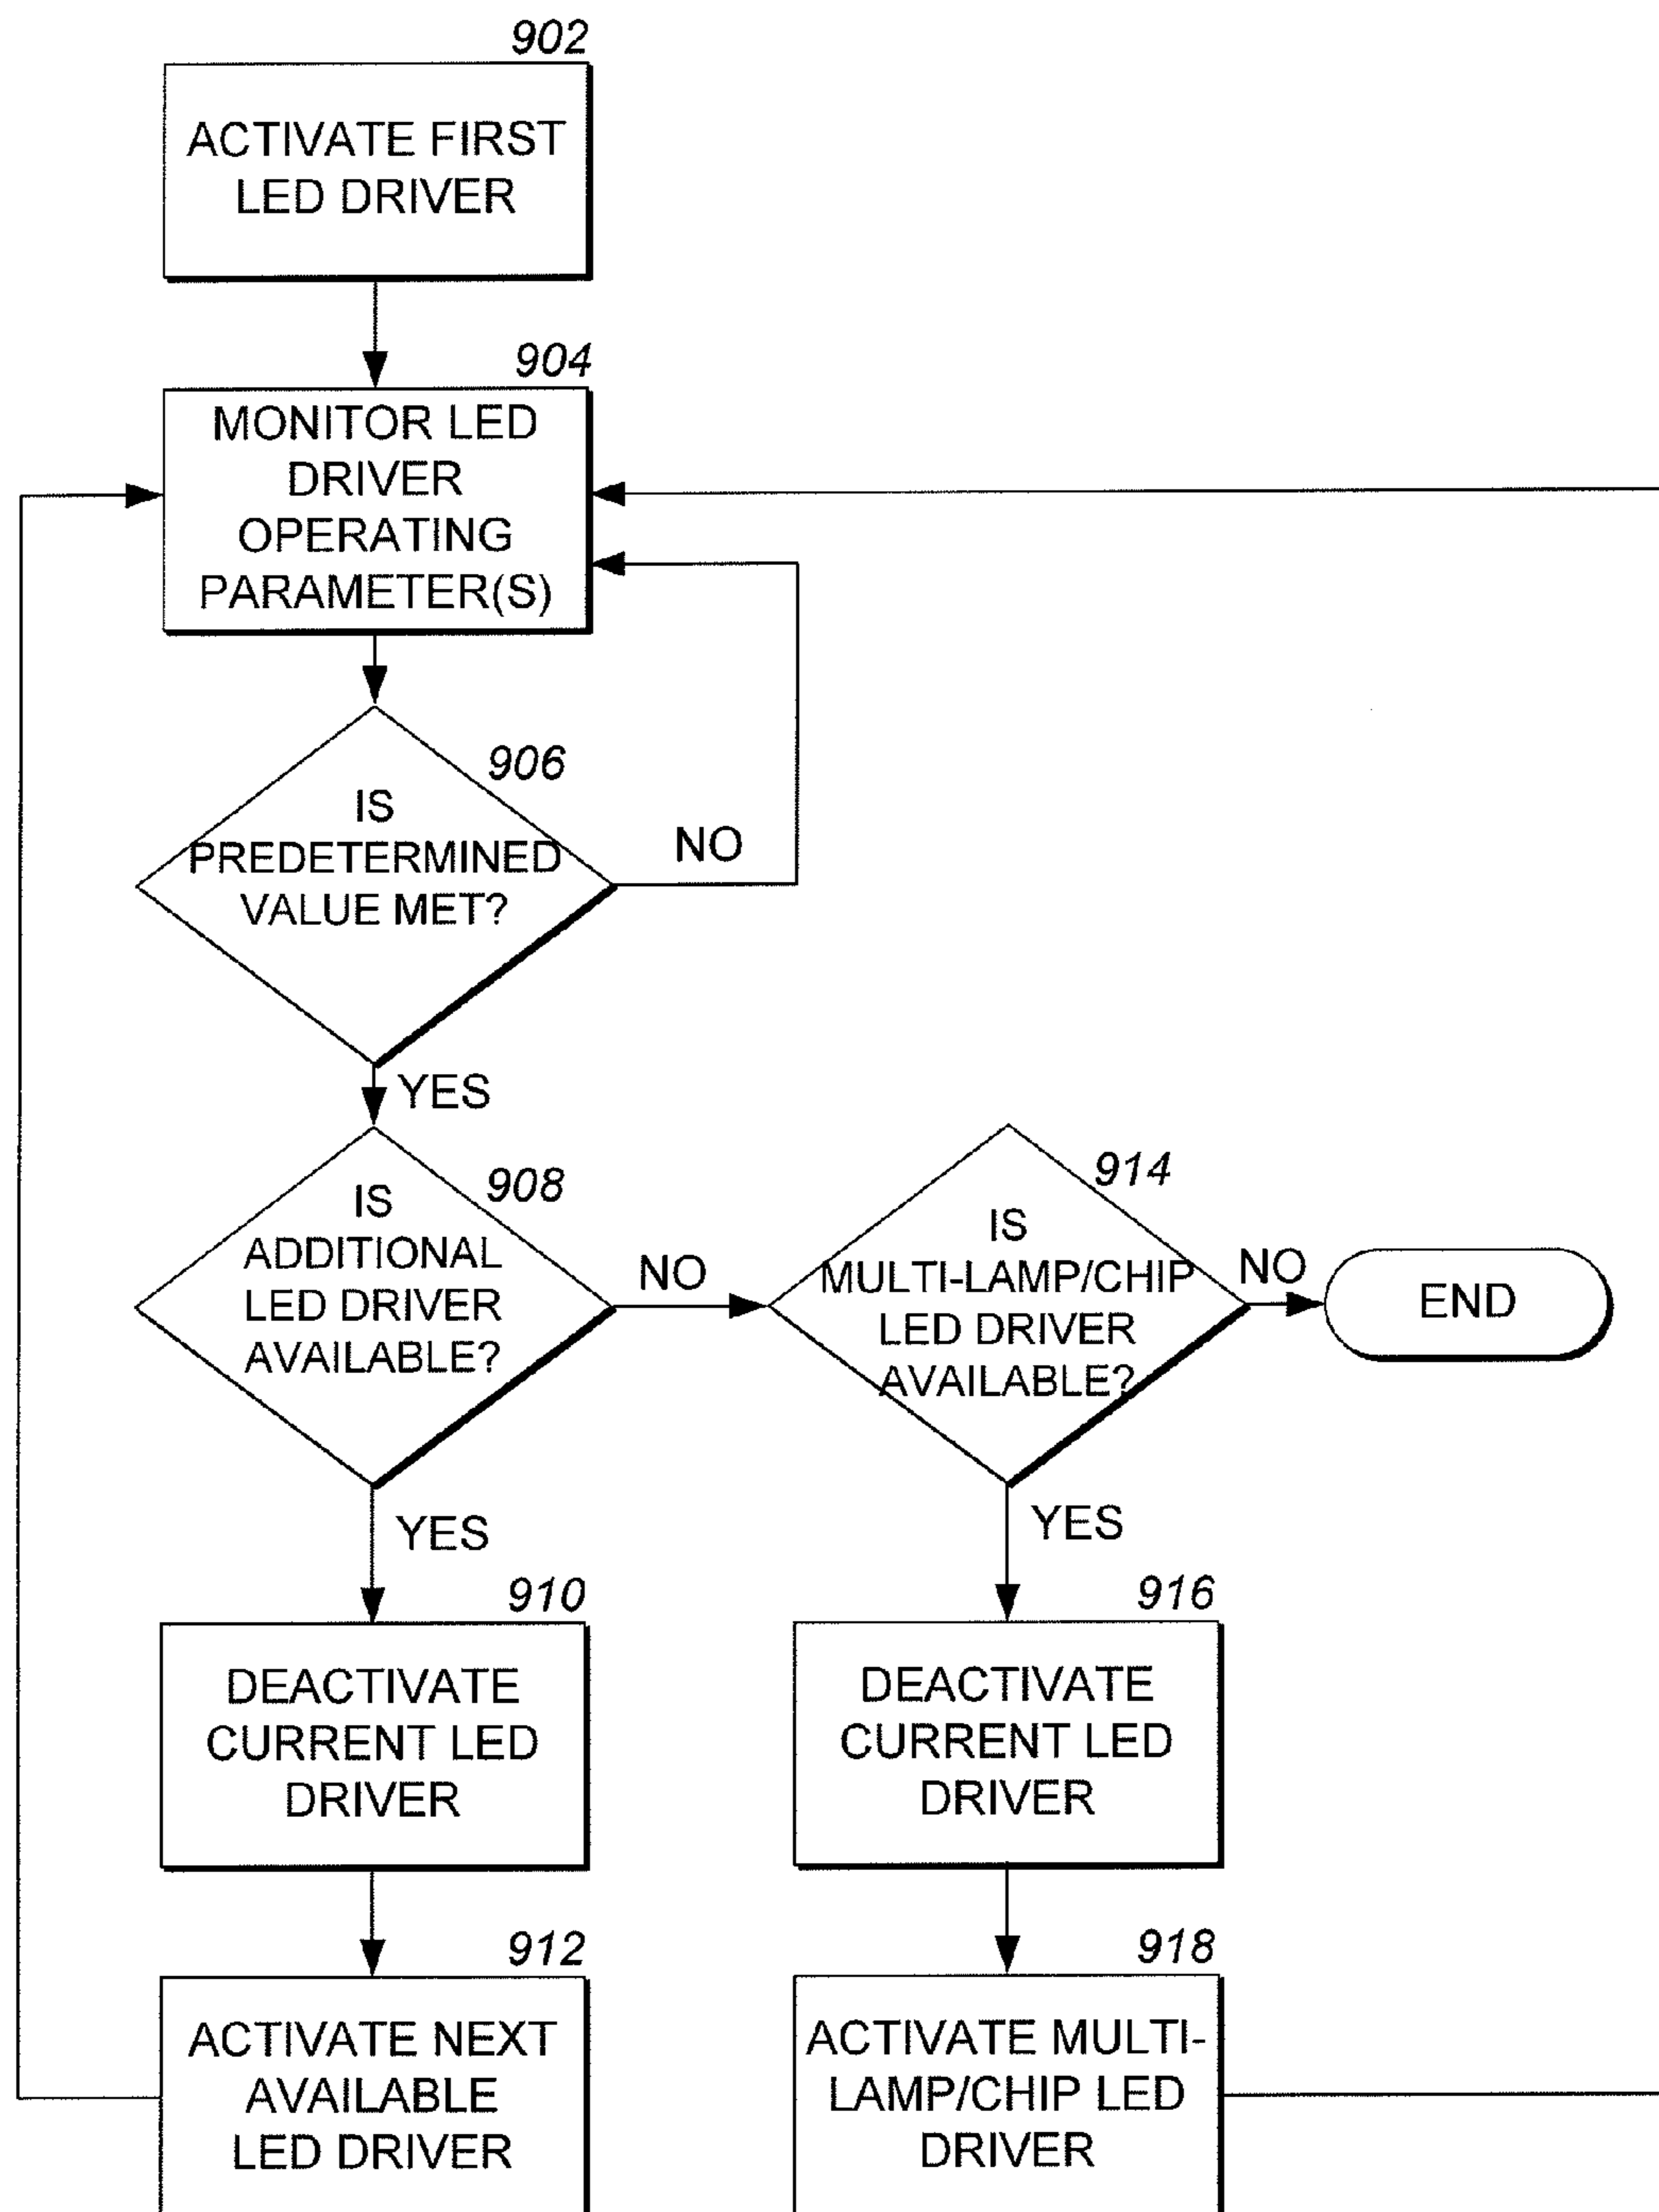 902
ACTIVATE FIRST
LED DRIVER
904
MONITOR LED
DRIVER
OPERATING
PARAMETER(S)
906
IS
PREDETERMINED
VALUE MET?
NO
YES
908
IS
ADDITIONAL
LED DRIVER
AVAILABLE?
NO
914
IS
MULTI-LAMP/CHIP
LED DRIVER
AVAILABLE?
NO
END
YES
910
DEACTIVATE
CURRENT LED
DRIVER
YES
916
DEACTIVATE
CURRENT LED
DRIVER
912
ACTIVATE NEXT
AVAILABLE
LED DRIVER
918
ACTIVATE MULTI-
LAMP/CHIP LED
DRIVER